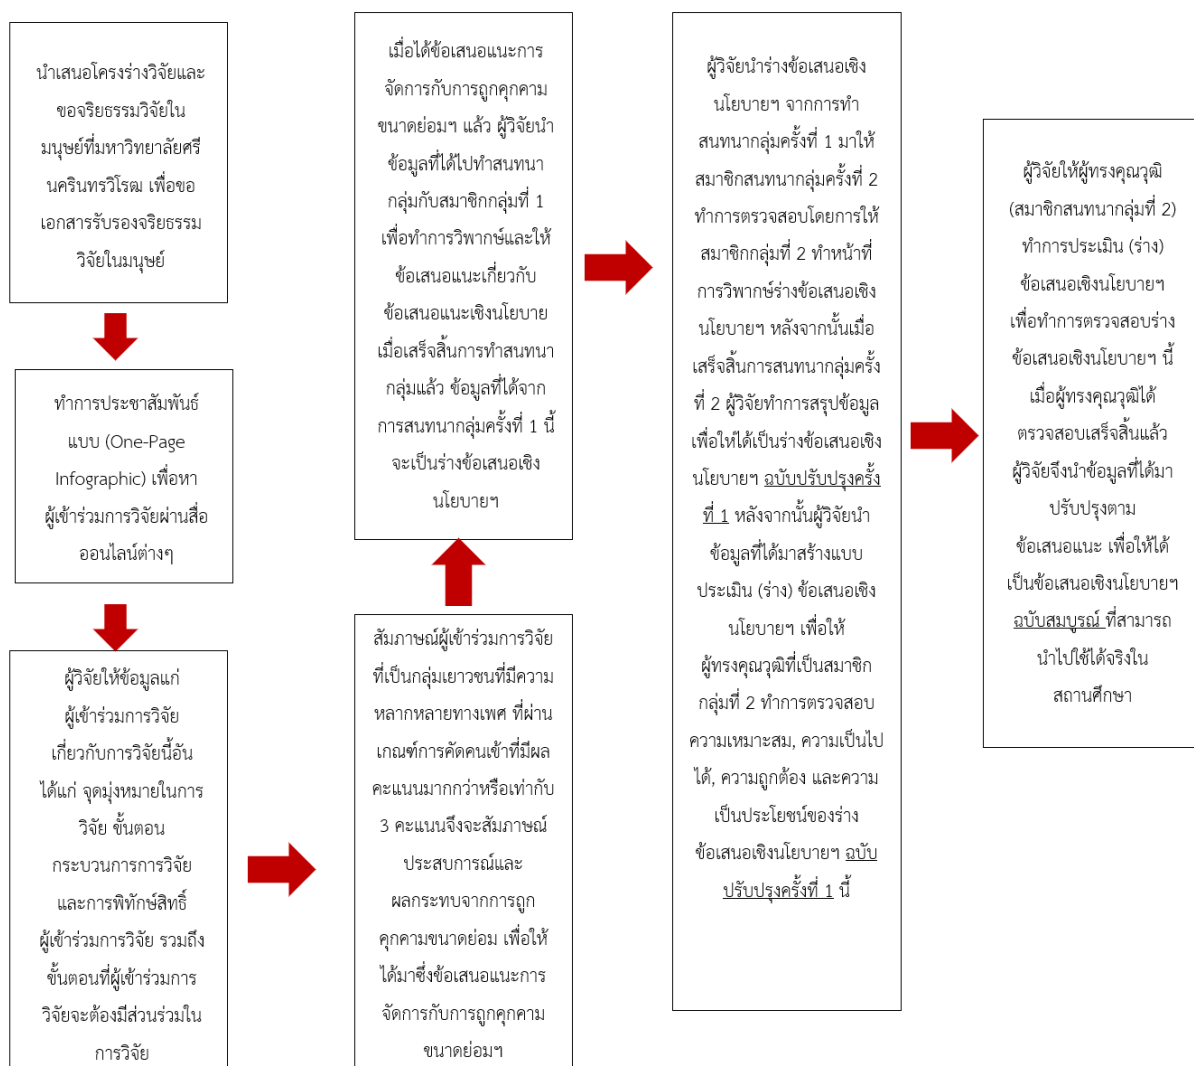 นำเสนอโครงร่างวิจัยและ
ขอจริยธรรมวิจัยใน
มนุษย์ที่มหาวิทยาลัยศรี
นครินทรวิโรฒ เพื่อขอ
เอกสารรับรองจริยธรรม
วิจัยในมนุษย์
ทำการประชาสัมพันธ์
แบบ (One-Page
Infographic) เพื่อหา
ผู้เข้าร่วมการวิจัยผ่านสื่อ
ออนไลน์ต่างๆ
ผู้วิจัยให้ข้อมูลแก่
ผู้เข้าร่วมการวิจัย
เกี่ยวกับการวิจัยนี้อัน
ได้แก่ จุดมุ่งหมายในการ
วิจัย ขั้นตอน
กระบวนการการวิจัย
และการพิทักษ์สิทธิ์
ผู้เข้าร่วมการวิจัย รวมถึง
ขั้นตอนที่ผู้เข้าร่วมการ
วิจัยจะต้องมีส่วนร่วมใน
การวิจัย
สัมภาษณ์ผู้เข้าร่วมการวิจัย
ที่เป็นกลุ่มเยาวชนที่มีความ
หลากหลายทางเพศ ที่ผ่าน
เกณฑ์การคัดคนเข้าที่มีผล
คะแนนมากกว่าหรือเท่ากับ
3 คะแนนจึงจะสัมภาษณ์
ประสบการณ์และ
ผลกระทบจากการถูก
คุกคามขนาดย่อม เพื่อให้
ได้มาซึ่งข้อเสนอแนะการ
จัดการกับการถูกคุกคาม
ขนาดย่อมฯ
เมื่อได้ข้อเสนอแนะการ
จัดการกับการถูกคุกคาม
ขนาดย่อมฯ แล้ว ผู้วิจัยนำ
ข้อมูลที่ได้ไปทำสนทนา
กลุ่มกับสมาชิกกลุ่มที่ 1
เพื่อทำการวิพากษ์และให้
ข้อเสนอแนะเกี่ยวกับ
ข้อเสนอแนะเชิงนโยบาย
เมื่อเสร็จสิ้นการทำสนทนา
กลุ่มแล้ว ข้อมูลที่ได้จาก
การสนทนากลุ่มครั้งที่ 1 นี้
จะเป็นร่างข้อเสนอเชิง
นโยบายฯ
ผู้วิจัยนำร่างข้อเสนอเชิง
นโยบายฯ จากการทำ
สนทนากลุ่มครั้งที่ 1 มาให้
สมาชิกสนทนากลุ่มครั้งที่ 2
ทำการตรวจสอบโดยการให้
สมาชิกกลุ่มที่ 2 ทำหน้าที่
การวิพากษ์ร่างข้อเสนอเชิง
นโยบายฯ หลังจากนั้นเมื่อ
เสร็จสิ้นการสนทนากลุ่มครั้ง
ที่ 2 ผู้วิจัยทำการสรุปข้อมูล
เพื่อให้ได้เป็นร่างข้อเสนอเชิง
นโยบายฯ ฉบับปรับปรุงครั้ง
ที่ 1 หลังจากนั้นผู้วิจัยนำ
ข้อมูลที่ได้มาสร้างแบบ
ประเมิน (ร่าง) ข้อเสนอเชิง
นโยบายฯ เพื่อให้
ผู้ทรงคุณวุฒิที่เป็นสมาชิก
กลุ่มที่ 2 ทำการตรวจสอบ
ความเหมาะสม, ความเป็นไป
ได้, ความถูกต้อง และความ
เป็นประโยชน์ของร่าง
ข้อเสนอเชิงนโยบายฯ ฉบับ
ปรับปรุงครั้งที่ 1 นี้
ผู้วิจัยให้ผู้ทรงคุณวุฒิ
(สมาชิกสนทนากลุ่มที่ 2)
ทำการประเมิน (ร่าง)
ข้อเสนอเชิงนโยบายฯ
เพื่อทำการตรวจสอบร่าง
ข้อเสนอเชิงนโยบายฯ นี้
เมื่อผู้ทรงคุณวุฒิได้
ตรวจสอบเสร็จสิ้นแล้ว
ผู้วิจัยจึงนำข้อมูลที่ได้มา
ปรับปรุงตาม
ข้อเสนอแนะ เพื่อให้ได้
เป็นข้อเสนอเชิงนโยบายฯ
ฉบับสมบูรณ์ ที่สามารถ
นำไปใช้ได้จริงใน
สถานศึกษา